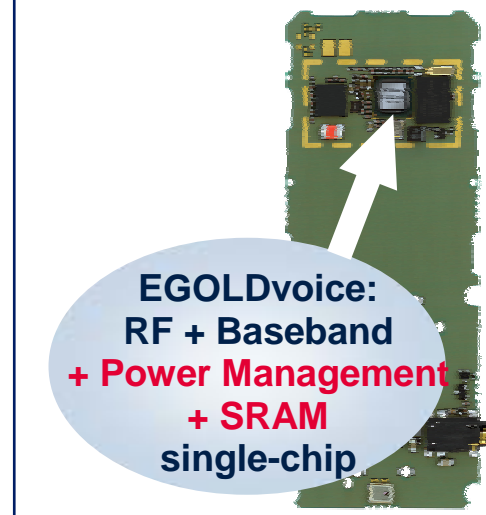 EGOLDvoice:
RF + Baseband
+ Power Management
+ SRAM
single-chip